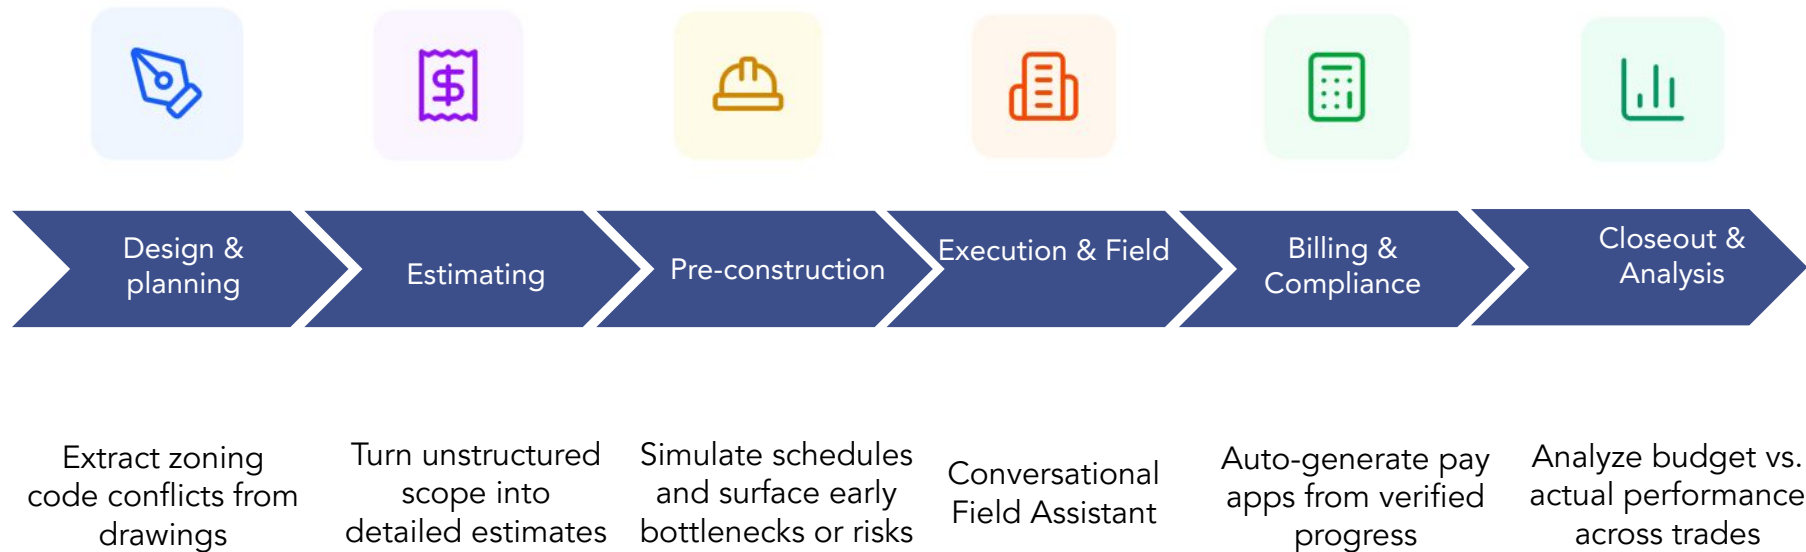 Design &
planning
Estimating
Pre-construction
Execution & Field
Billing &
Compliance
Closeout &
Analysis
Extract zoning
code conflicts from
drawings
Turn unstructured
scope into
detailed estimates
Simulate schedules
and surface early
bottlenecks or risks
Conversational
Field Assistant
Auto-generate pay
apps from verified
progress
Analyze budget vs.
actual performance
across trades